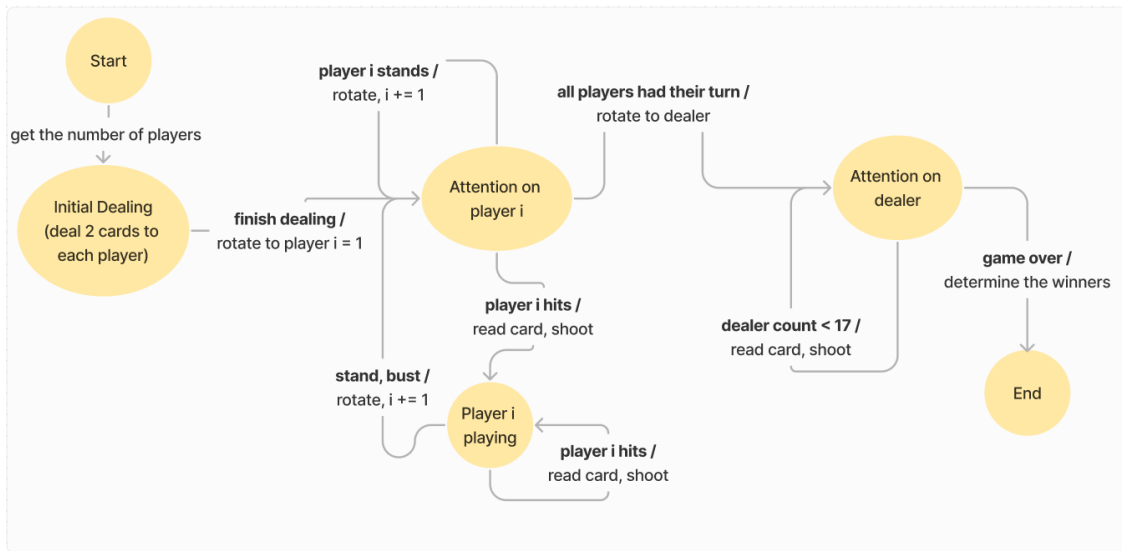 Start
get the number of players
Initial Dealing
(deal 2 cards to
each player)
finish dealing /
rotate to player i = 1
player i stands /
rotate, i += 1
Attention on
player i
all players had their turn /
rotate to dealer
player i hits /
read card, shoot
stand, bust /
rotate, i += 1
Player i
playing
player i hits /
read card, shoot
Attention on
dealer
dealer count < 17 /
read card, shoot
game over /
determine the winners
End